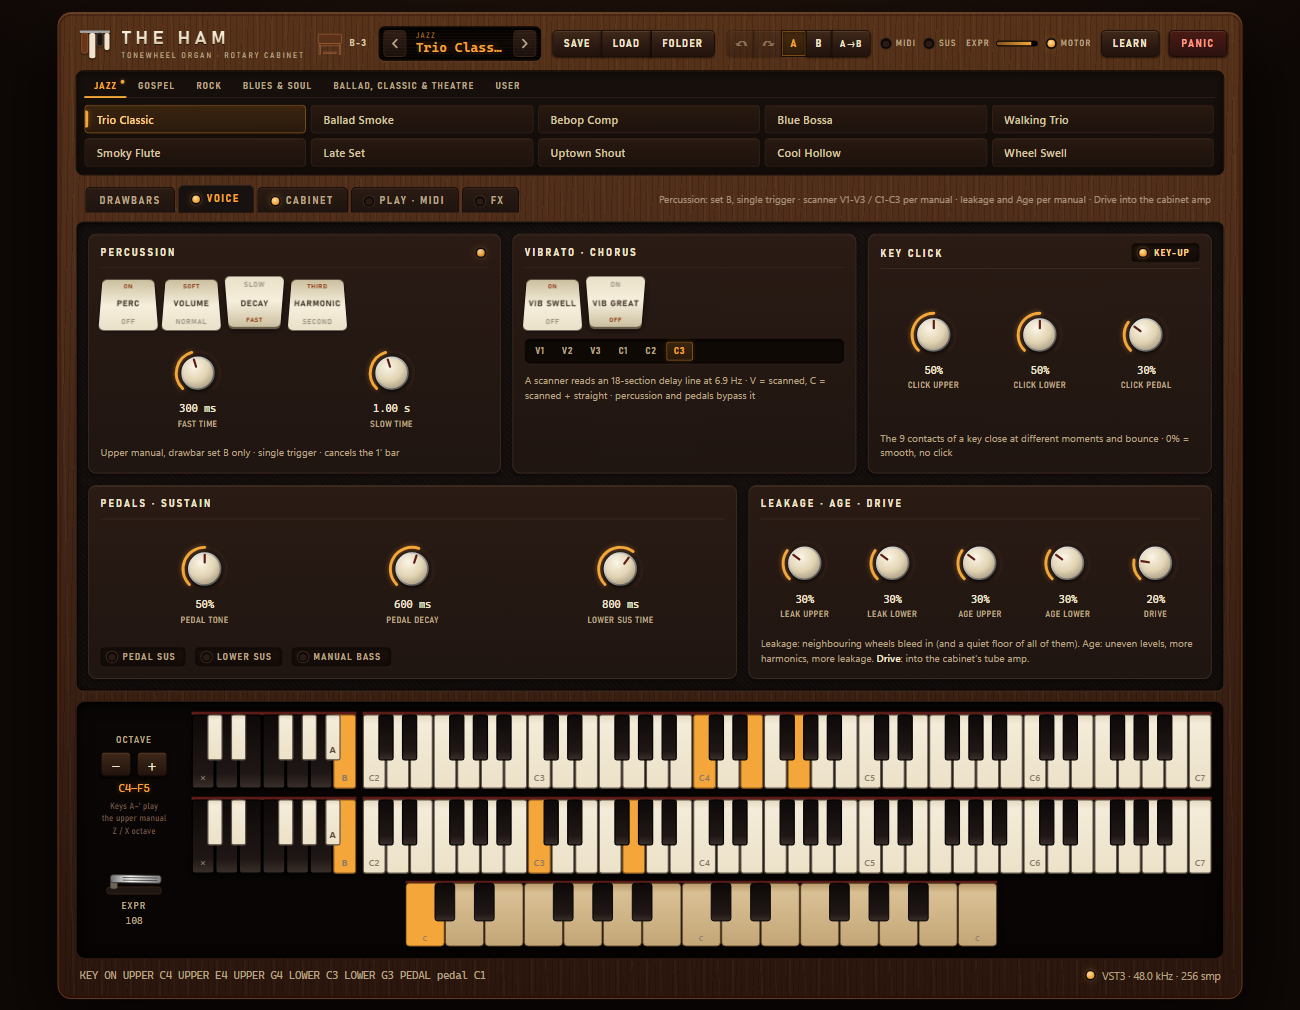 THE HAM
TONEWHEEL ORGAN · ROTARY CABINET
B-3
JAZZ
Trio Class…
SAVE LOAD FOLDER
A B A→B
MIDI SUS EXPR MOTOR
LEARN PANIC
JAZZ GOSPEL ROCK BLUES & SOUL BALLAD, CLASSIC & THEATRE USER
Trio Classic Ballad Smoke Bebop Comp Blue Bossa Walking Trio
Smoky Flute Late Set Uptown Shout Cool Hollow Wheel Swell
DRAWBARS VOICE CABINET PLAY · MIDI FX
Percussion: set B, single trigger · scanner V1-V3 / C1-C3 per manual · leakage and Age per manual · Drive into the cabinet amp
PERCUSSION
ON SOFT SLOW THIRD
PERC VOLUME DECAY HARMONIC
OFF NORMAL FAST SECOND
300 ms 1.00 s
FAST TIME SLOW TIME
Upper manual, drawbar set B only · single trigger · cancels the 1' bar
VIBRATO · CHORUS
ON ON
VIB SWELL VIB GREAT
OFF OFF
V1 V2 V3 C1 C2 C3
A scanner reads an 18-section delay line at 6.9 Hz · V = scanned, C =
scanned + straight · percussion and pedals bypass it
KEY CLICK KEY-UP
50% 50% 30%
CLICK UPPER CLICK LOWER CLICK PEDAL
The 9 contacts of a key close at different moments and bounce · 0% =
smooth, no click
PEDALS · SUSTAIN
50% 600 ms 800 ms
PEDAL TONE PEDAL DECAY LOWER SUS TIME
PEDAL SUS LOWER SUS MANUAL BASS
LEAKAGE · AGE · DRIVE
30% 30% 30% 30% 20%
LEAK UPPER LEAK LOWER AGE UPPER AGE LOWER DRIVE
Leakage: neighbouring wheels bleed in (and a quiet floor of all of them). Age: uneven levels, more
harmonics, more leakage. Drive: into the cabinet's tube amp.
OCTAVE
− +
C4–F5
Keys A–' play
the upper manual
Z / X octave
EXPR
108
A
× B C2 C3 C4 C5 C6 C7
A
× B C2 C3 C4 C5 C6 C7
C C C
KEY ON UPPER C4 UPPER E4 UPPER G4 LOWER C3 LOWER G3 PEDAL pedal C1
VST3 · 48.0 kHz · 256 smp